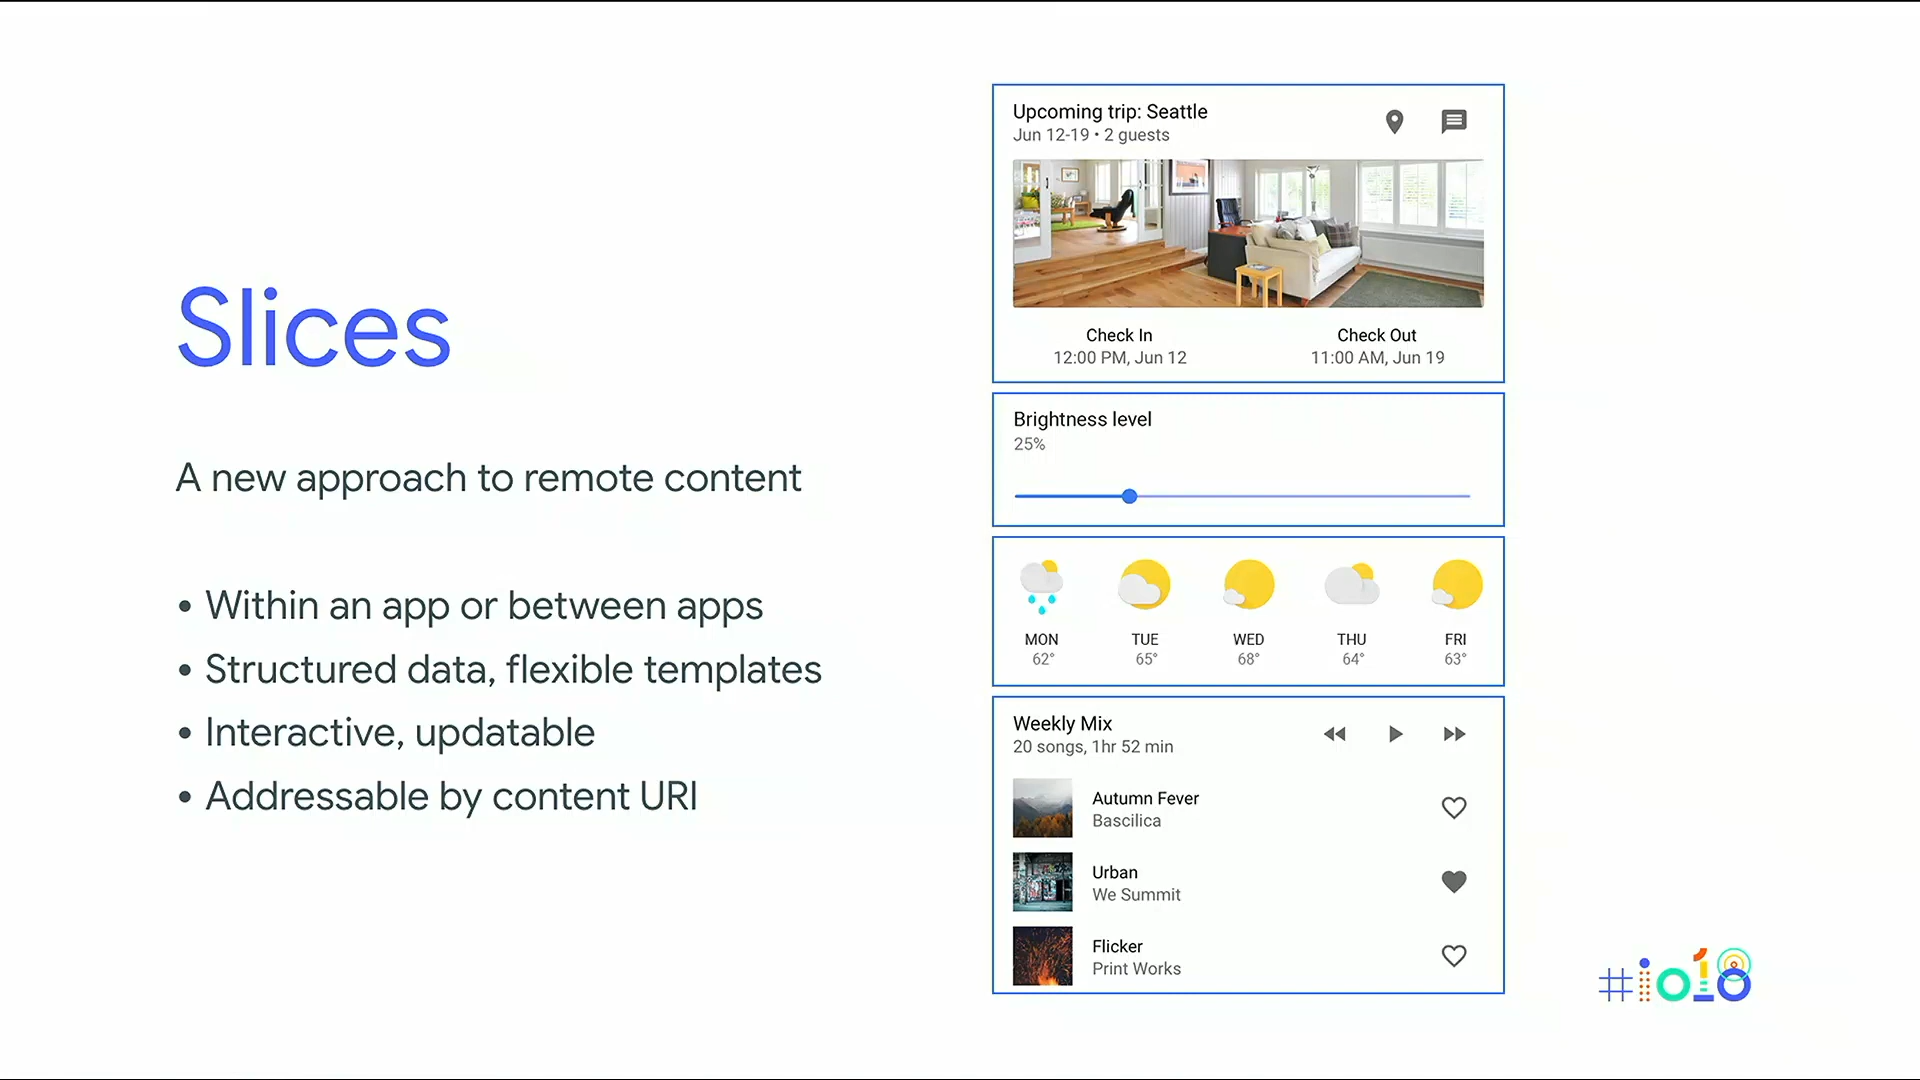 Slices
A new approach to remote content
• Within an app or between apps
• Structured data, flexible templates
• Interactive, updatable
• Addressable by content URI
Upcoming trip: Seattle
Jun 12-19 • 2 guests
Check In
12:00 PM, Jun 12
Check Out
11:00 AM, Jun 19
Brightness level
25%
MON TUE WED THU FRI
62° 65° 68° 64° 63°
Weekly Mix
20 songs, 1hr 52 min
Autumn Fever
Bascilica
Urban
We Summit
Flicker
Print Works
#io18